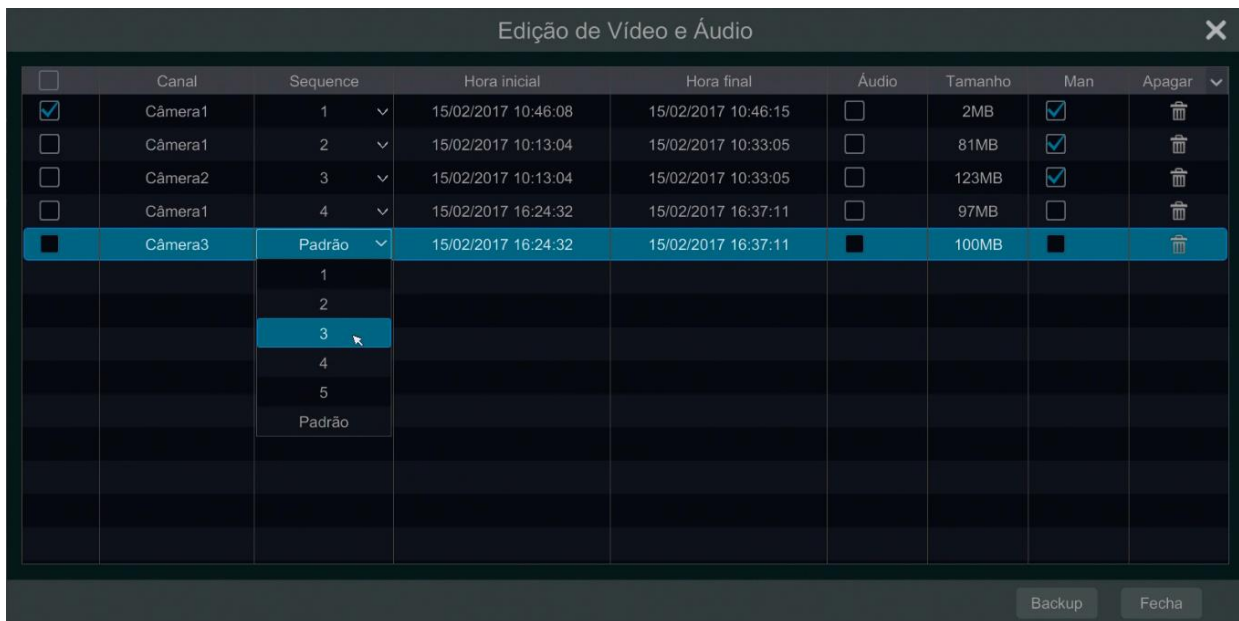 Edição de Vídeo e Áudio
Canal Sequence Hora inicial Hora final Áudio Tamanho Man Apagar
Câmera1 1 15/02/2017 10:46:08 15/02/2017 10:46:15 2MB
Câmera1 2 15/02/2017 10:13:04 15/02/2017 10:33:05 81MB
Câmera2 3 15/02/2017 10:13:04 15/02/2017 10:33:05 123MB
Câmera1 4 15/02/2017 16:24:32 15/02/2017 16:37:11 97MB
Câmera3 Padrão 15/02/2017 16:24:32 15/02/2017 16:37:11 100MB
1
2
3
4
5
Padrão
Backup Fecha